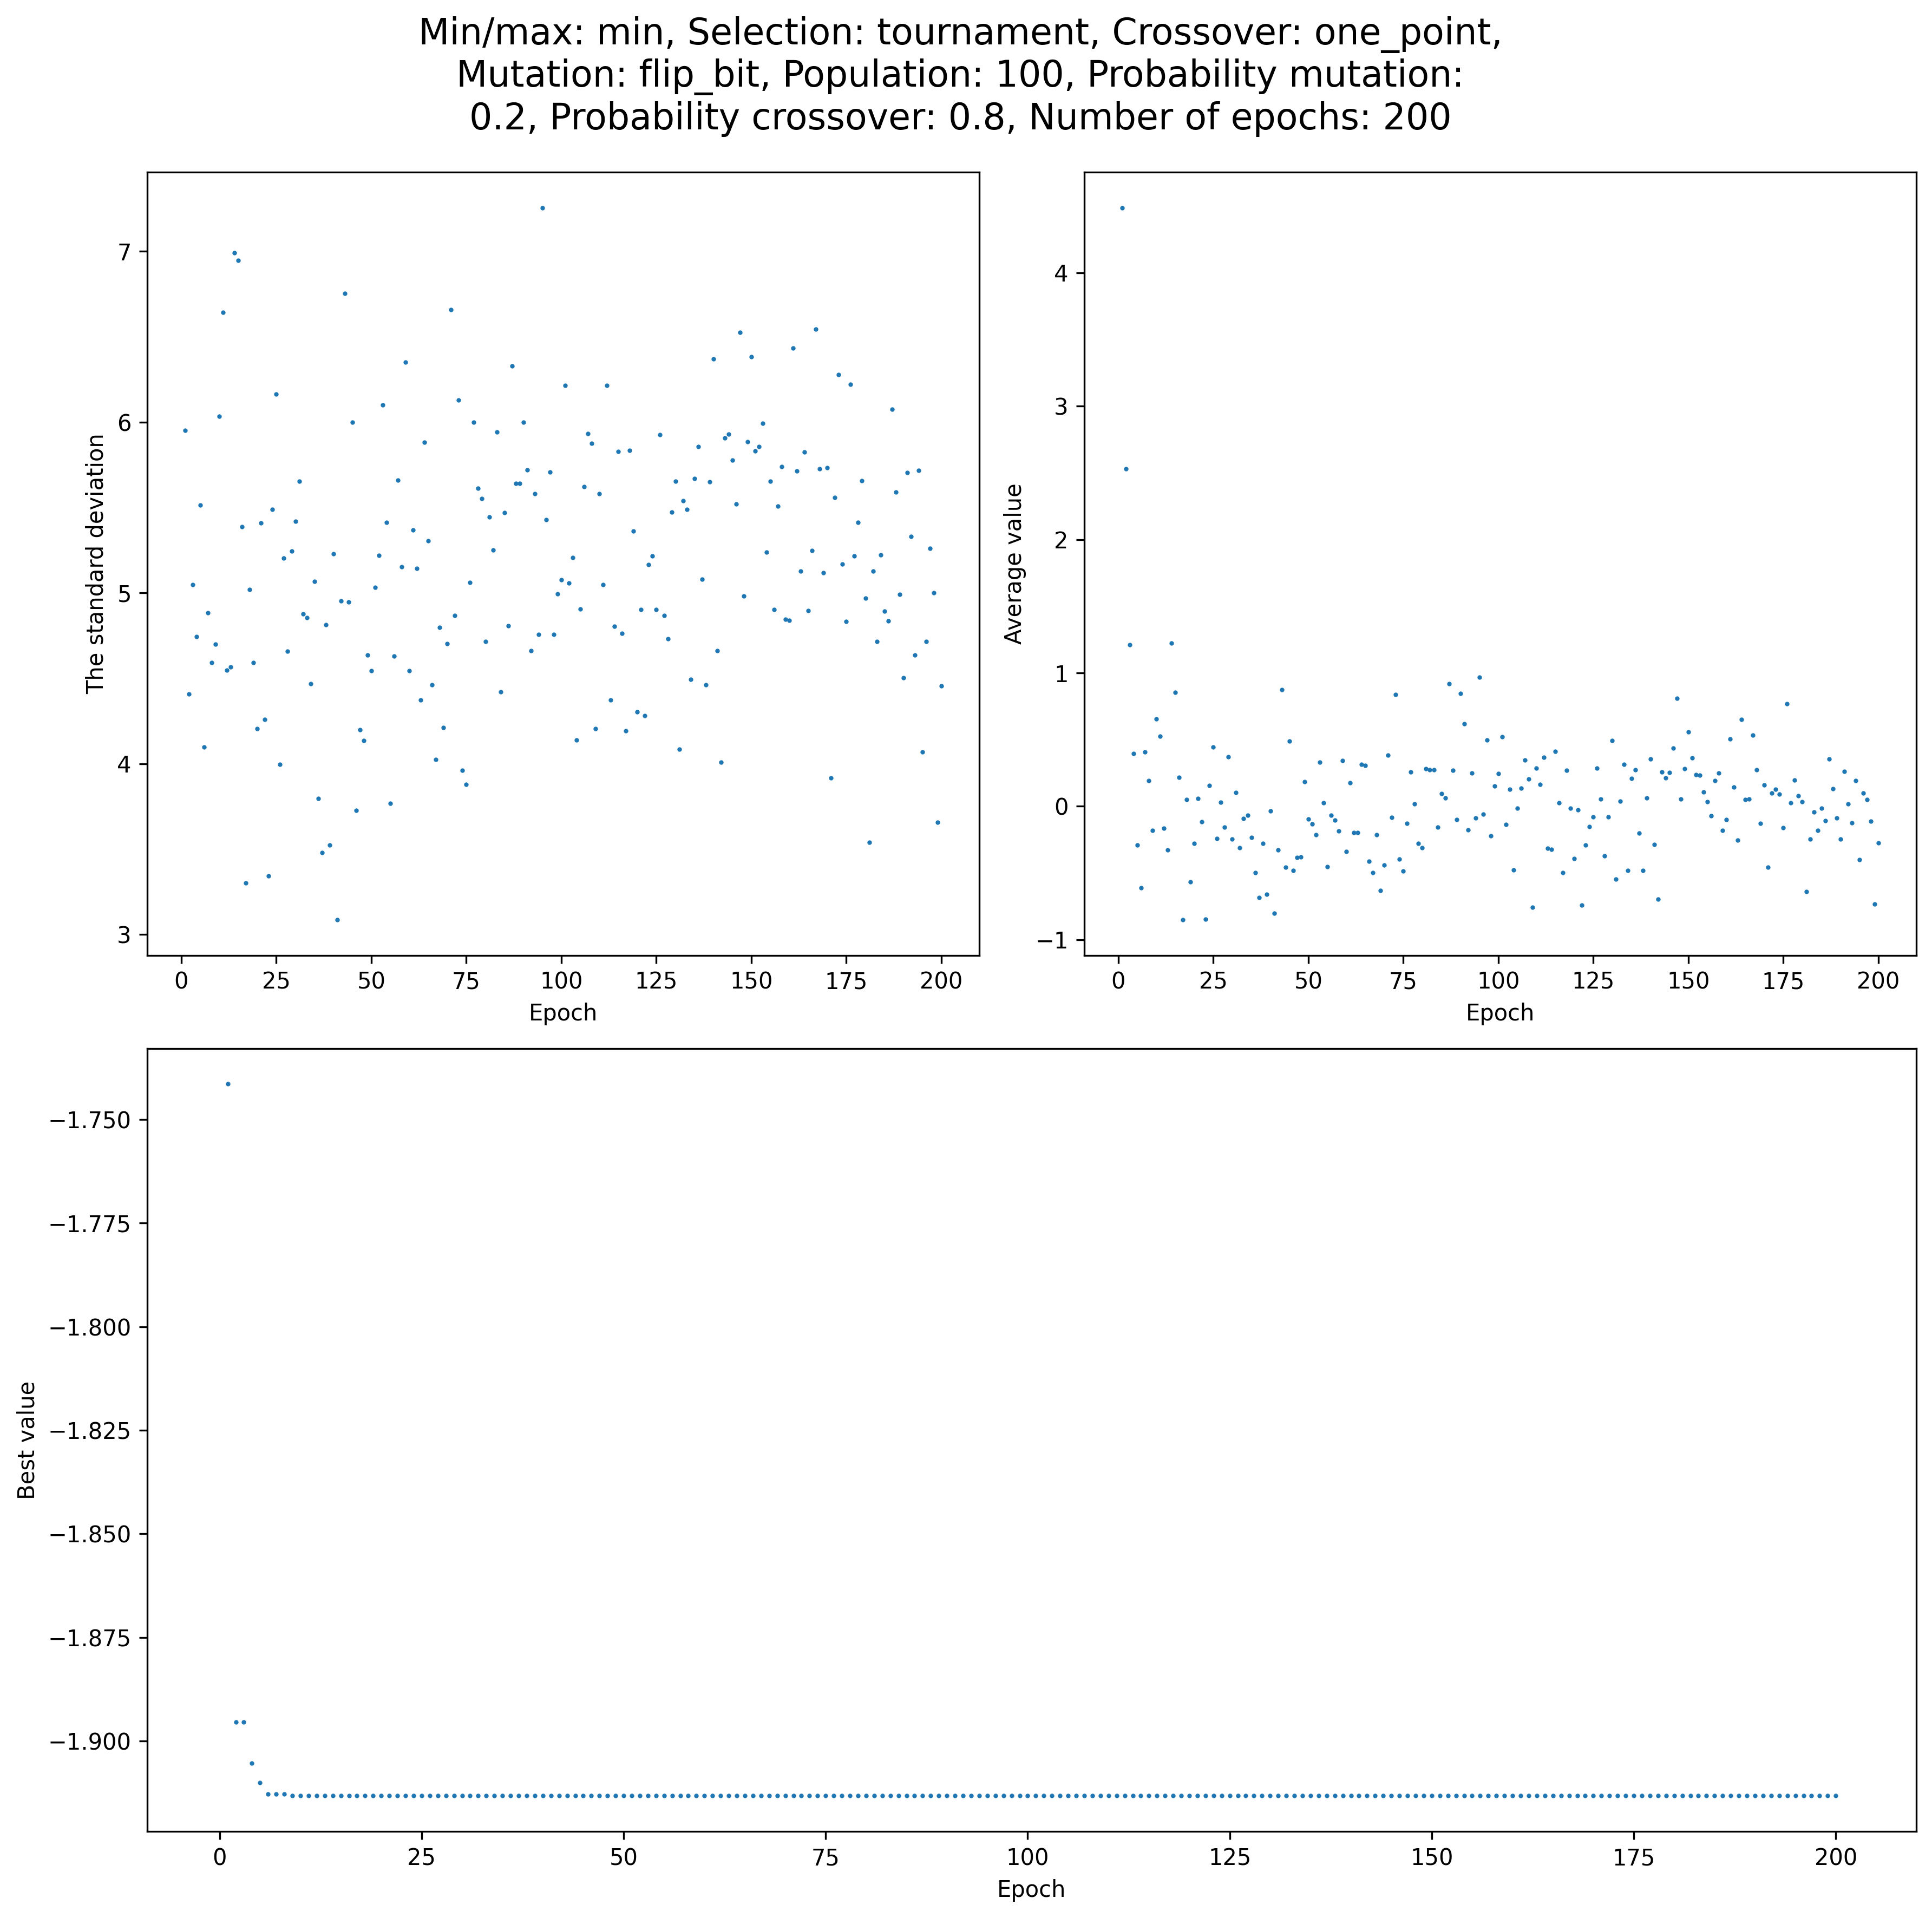 Min/max: min, Selection: tournament, Crossover: one_point,
Mutation: flip_bit, Population: 100, Probability mutation:
0.2, Probability crossover: 0.8, Number of epochs: 200
The standard deviation
7
6
5
4
3
0 25 50 75 100 125 150 175 200
Epoch
Average value
4
3
2
1
0
−1
0 25 50 75 100 125 150 175 200
Epoch
Best value
−1.750
−1.775
−1.800
−1.825
−1.850
−1.875
−1.900
0 25 50 75 100 125 150 175 200
Epoch